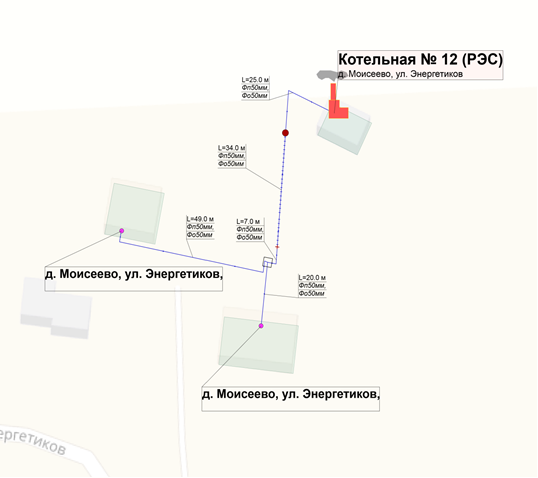 Котельная № 12 (РЭС)
д. Моисеево, ул. Энергетиков
L=25.0 м
Фп50мм,
Фо50мм
L=34.0 м
Фп50мм,
Фо50мм
L=49.0 м
Фп50мм,
Фо50мм
L=7.0 м
Фп50мм,
Фо50мм
д. Моисеево, ул. Энергетиков,
L=20.0 м
Фп50мм,
Фо50мм
д. Моисеево, ул. Энергетиков,
ергетиков